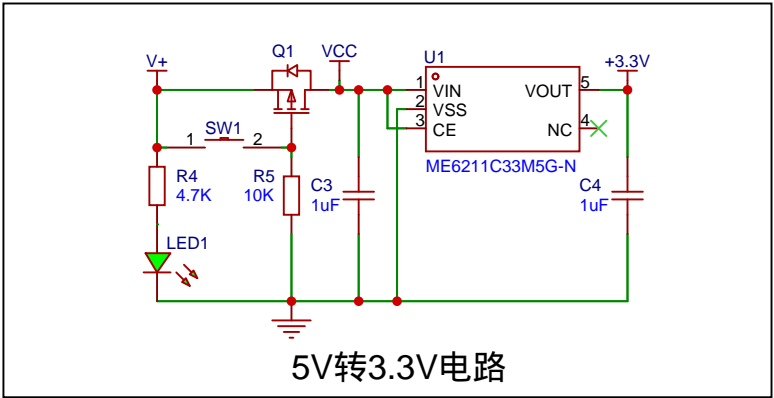 V+
Q1
VCC
U1
+3.3V
1
VIN
VOUT
5
2
VSS
3
CE
NC
4
ME6211C33M5G-N
1
SW1
2
R4
4.7K
R5
10K
C3
1uF
C4
1uF
LED1
5V转3.3V电路